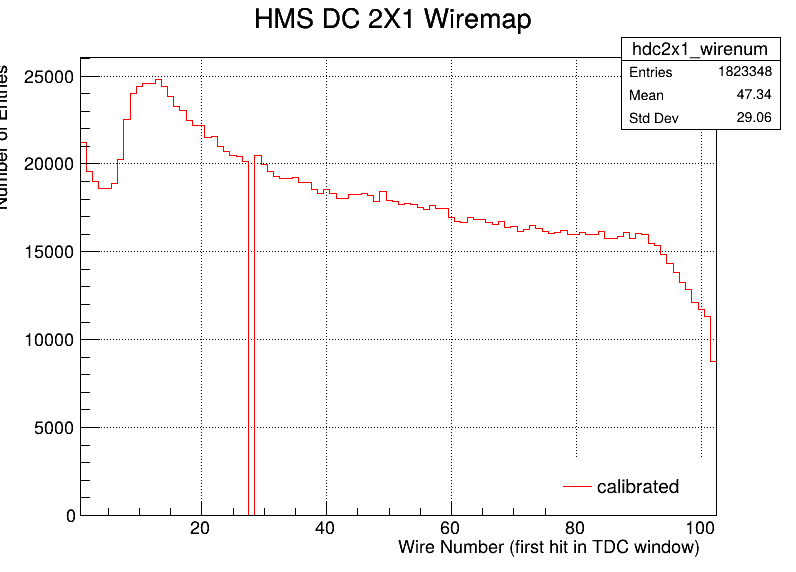 HMS DC 2X1 Wiremap
hdc2x1_wirenum
Entries 1823348
Mean 47.34
Std Dev 29.06
Number of Entries
25000
20000
15000
10000
5000
0
calibrated
20 40 60 80 100
Wire Number (first hit in TDC window)